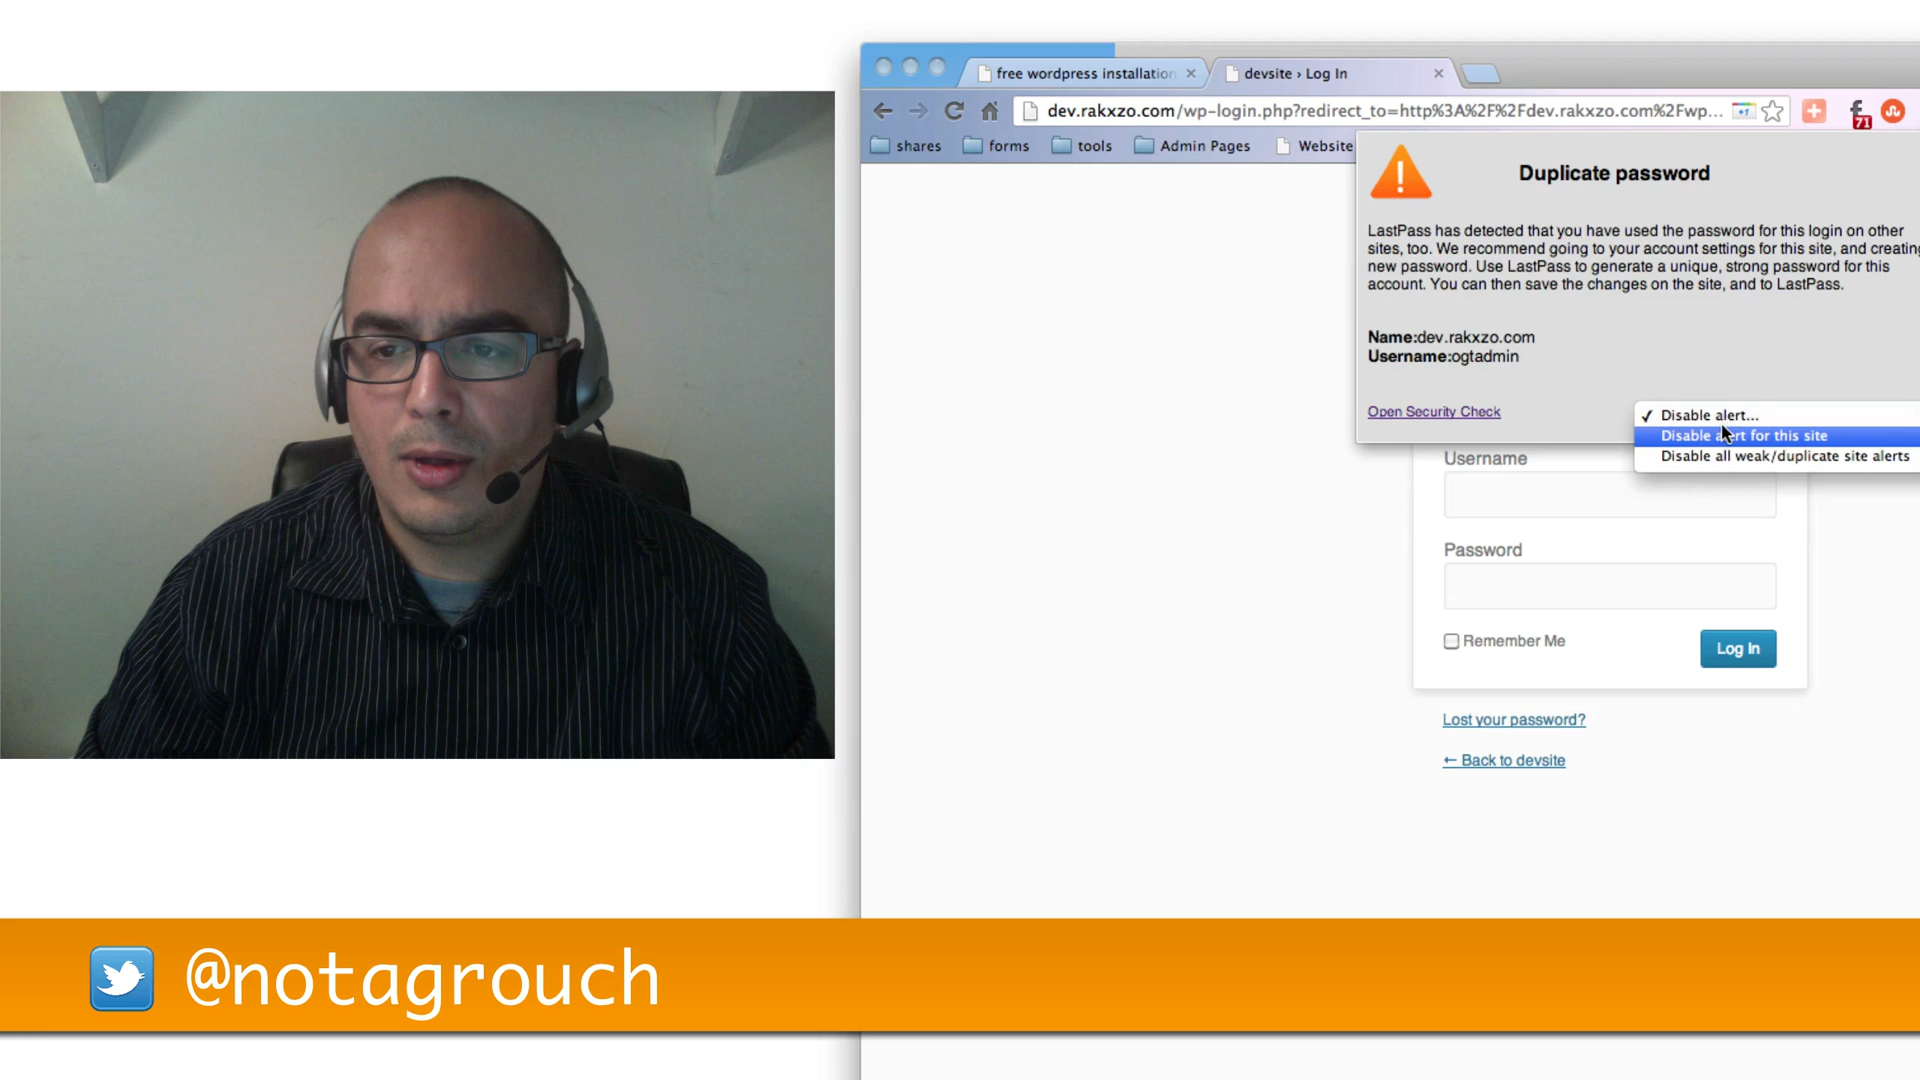 free wordpress installation
devsite › Log In
dev.rakxzo.com/wp-login.php?redirect_to=http%3A%2F%2Fdev.rakxzo.com%2Fwp...
+1
71
shares
forms
tools
Admin Pages
Website
Duplicate password
LastPass has detected that you have used the password for this login on other
sites, too. We recommend going to your account settings for this site, and creating
new password. Use LastPass to generate a unique, strong password for this
account. You can then save the changes on the site, and to LastPass.
Name:dev.rakxzo.com
Username:ogtadmin
Open Security Check
✓ Disable alert...
Disable alert for this site
Disable all weak/duplicate site alerts
Username
Password
Remember Me
Log In
Lost your password?
← Back to devsite
@notagrouch